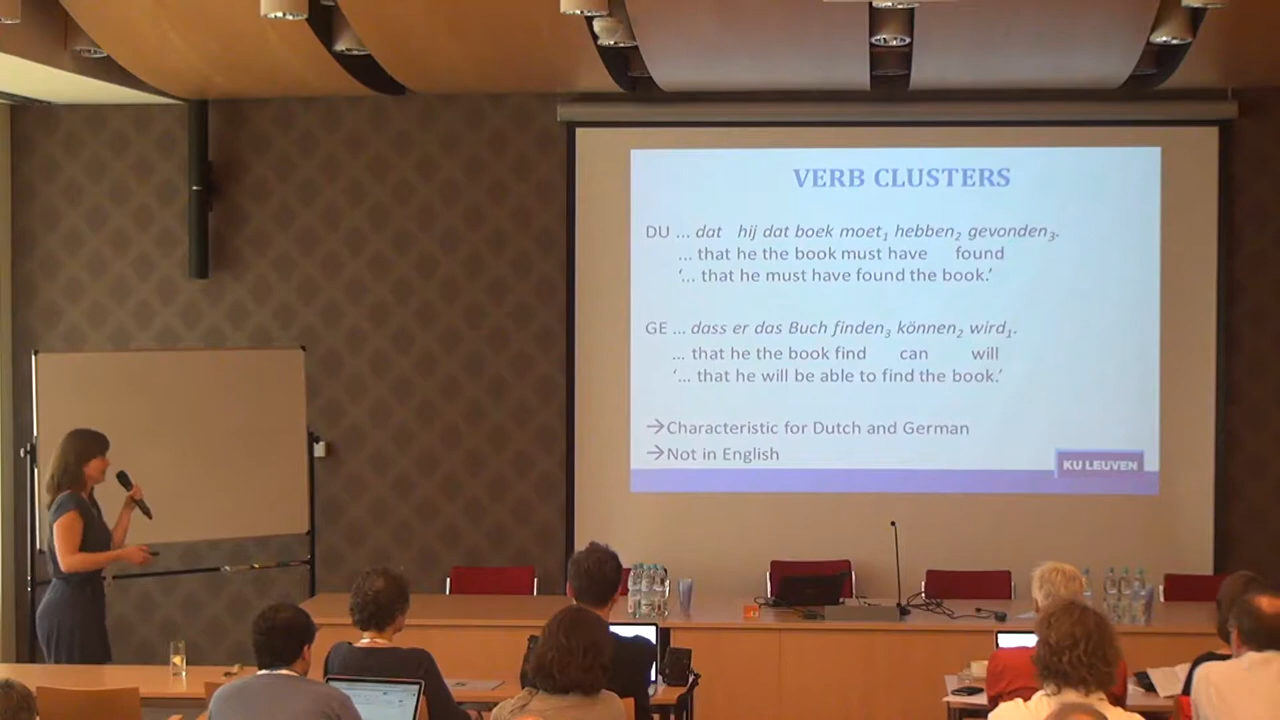 VERB CLUSTERS
DU ... dat hij dat boek moet₁ hebben₂ gevonden₃.
... that he the book must have found
‘... that he must have found the book.’
GE ... dass er das Buch finden₃ können₂ wird₁.
... that he the book find can will
‘... that he will be able to find the book.’
→Characteristic for Dutch and German
→Not in English
KU LEUVEN